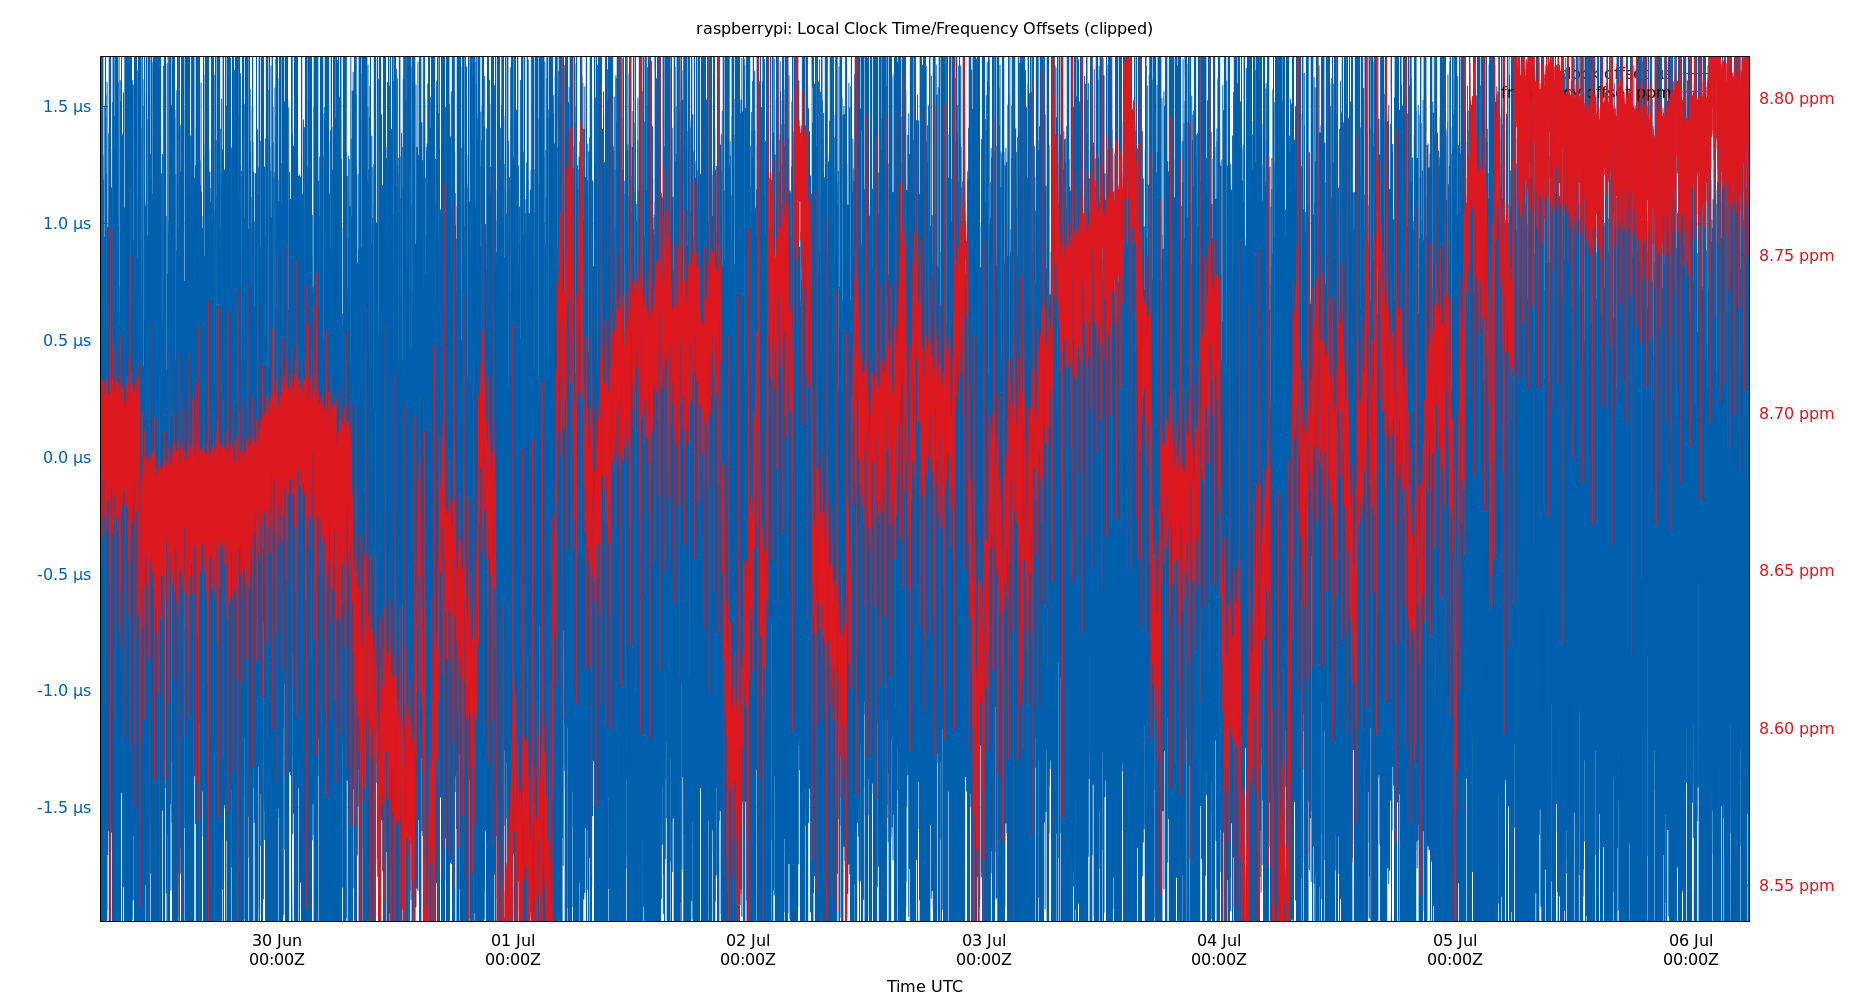 raspberrypi: Local Clock Time/Frequency Offsets (clipped)
1.5 µs
1.0 µs
0.5 µs
0.0 µs
-0.5 µs
-1.0 µs
-1.5 µs
8.80 ppm
8.75 ppm
8.70 ppm
8.65 ppm
8.60 ppm
8.55 ppm
offset
offset ppm
30 Jun
00:00Z
01 Jul
00:00Z
02 Jul
00:00Z
03 Jul
00:00Z
04 Jul
00:00Z
05 Jul
00:00Z
06 Jul
00:00Z
Time UTC